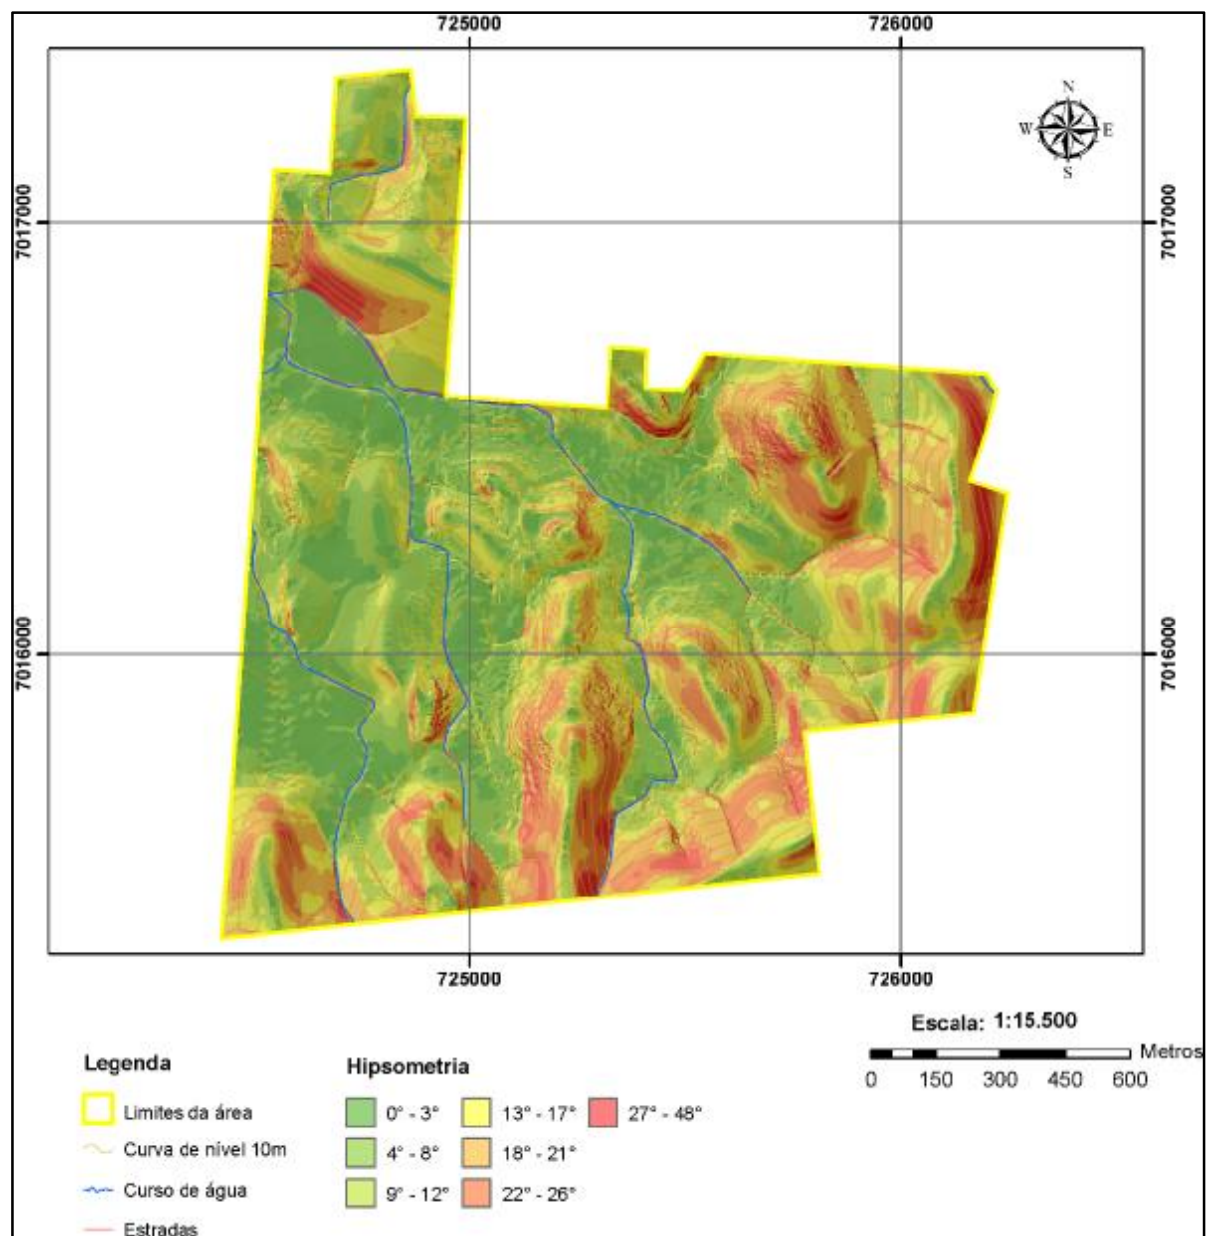 725000 726000
N
W E
S
7017000 7017000
7016000 7016000
725000 726000
Escala: 1:15.500
Metros
0 150 300 450 600
Legenda
Limites da área
Curva de nível 10m
Curso de água
Estradas
Hipsometria
0° - 3° 13° - 17° 27° - 48°
4° - 8° 18° - 21°
9° - 12° 22° - 26°